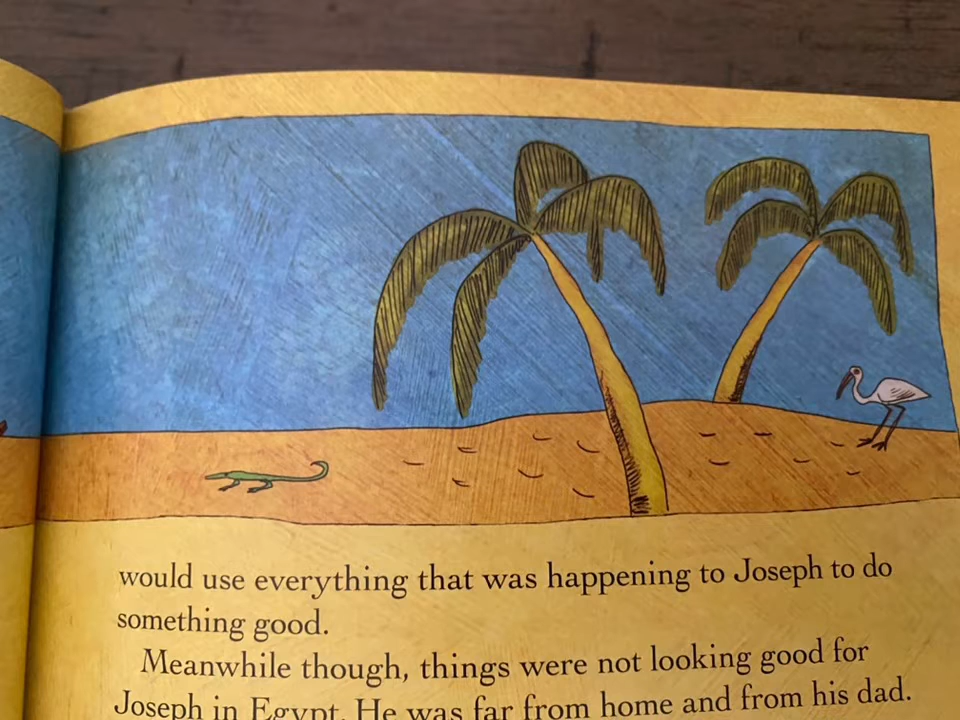 would use everything that was happening to Joseph to do
something good.
Meanwhile though, things were not looking good for
Joseph in Egypt. He was far from home and from his dad.